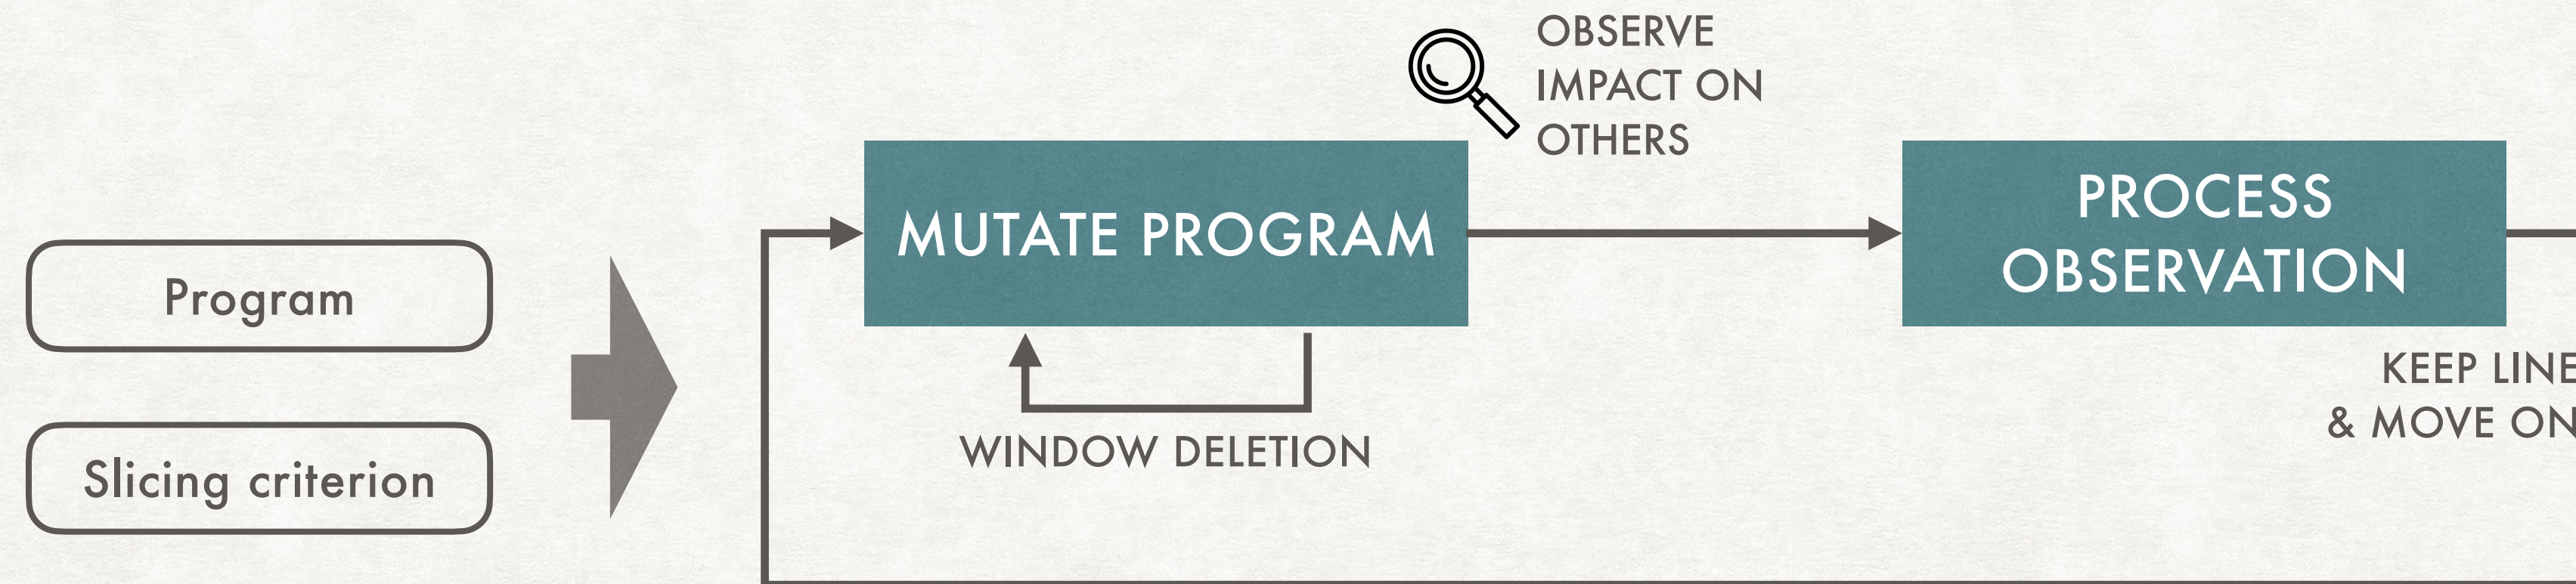 OBSERVE
IMPACT ON
OTHERS
MUTATE PROGRAM
PROCESS
OBSERVATION
Program
Slicing criterion
WINDOW DELETION
KEEP LINE
& MOVE ON